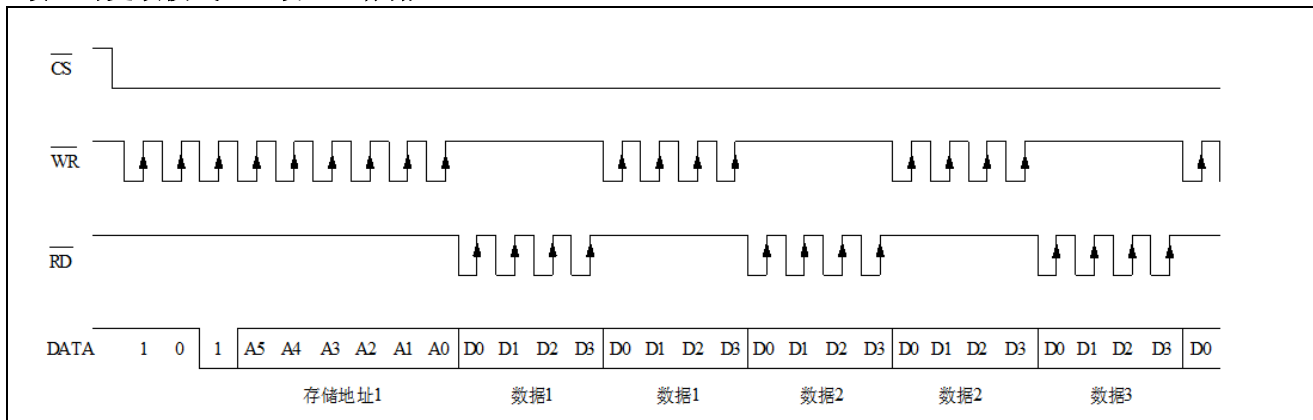 CS
WR
RD
DATA 1 0 1 A5 A4 A3 A2 A1 A0 D0 D1 D2 D3 D0 D1 D2 D3 D0 D1 D2 D3 D0 D1 D2 D3 D0 D1 D2 D3 D0
存储地址1 数据1 数据1 数据2 数据2 数据3